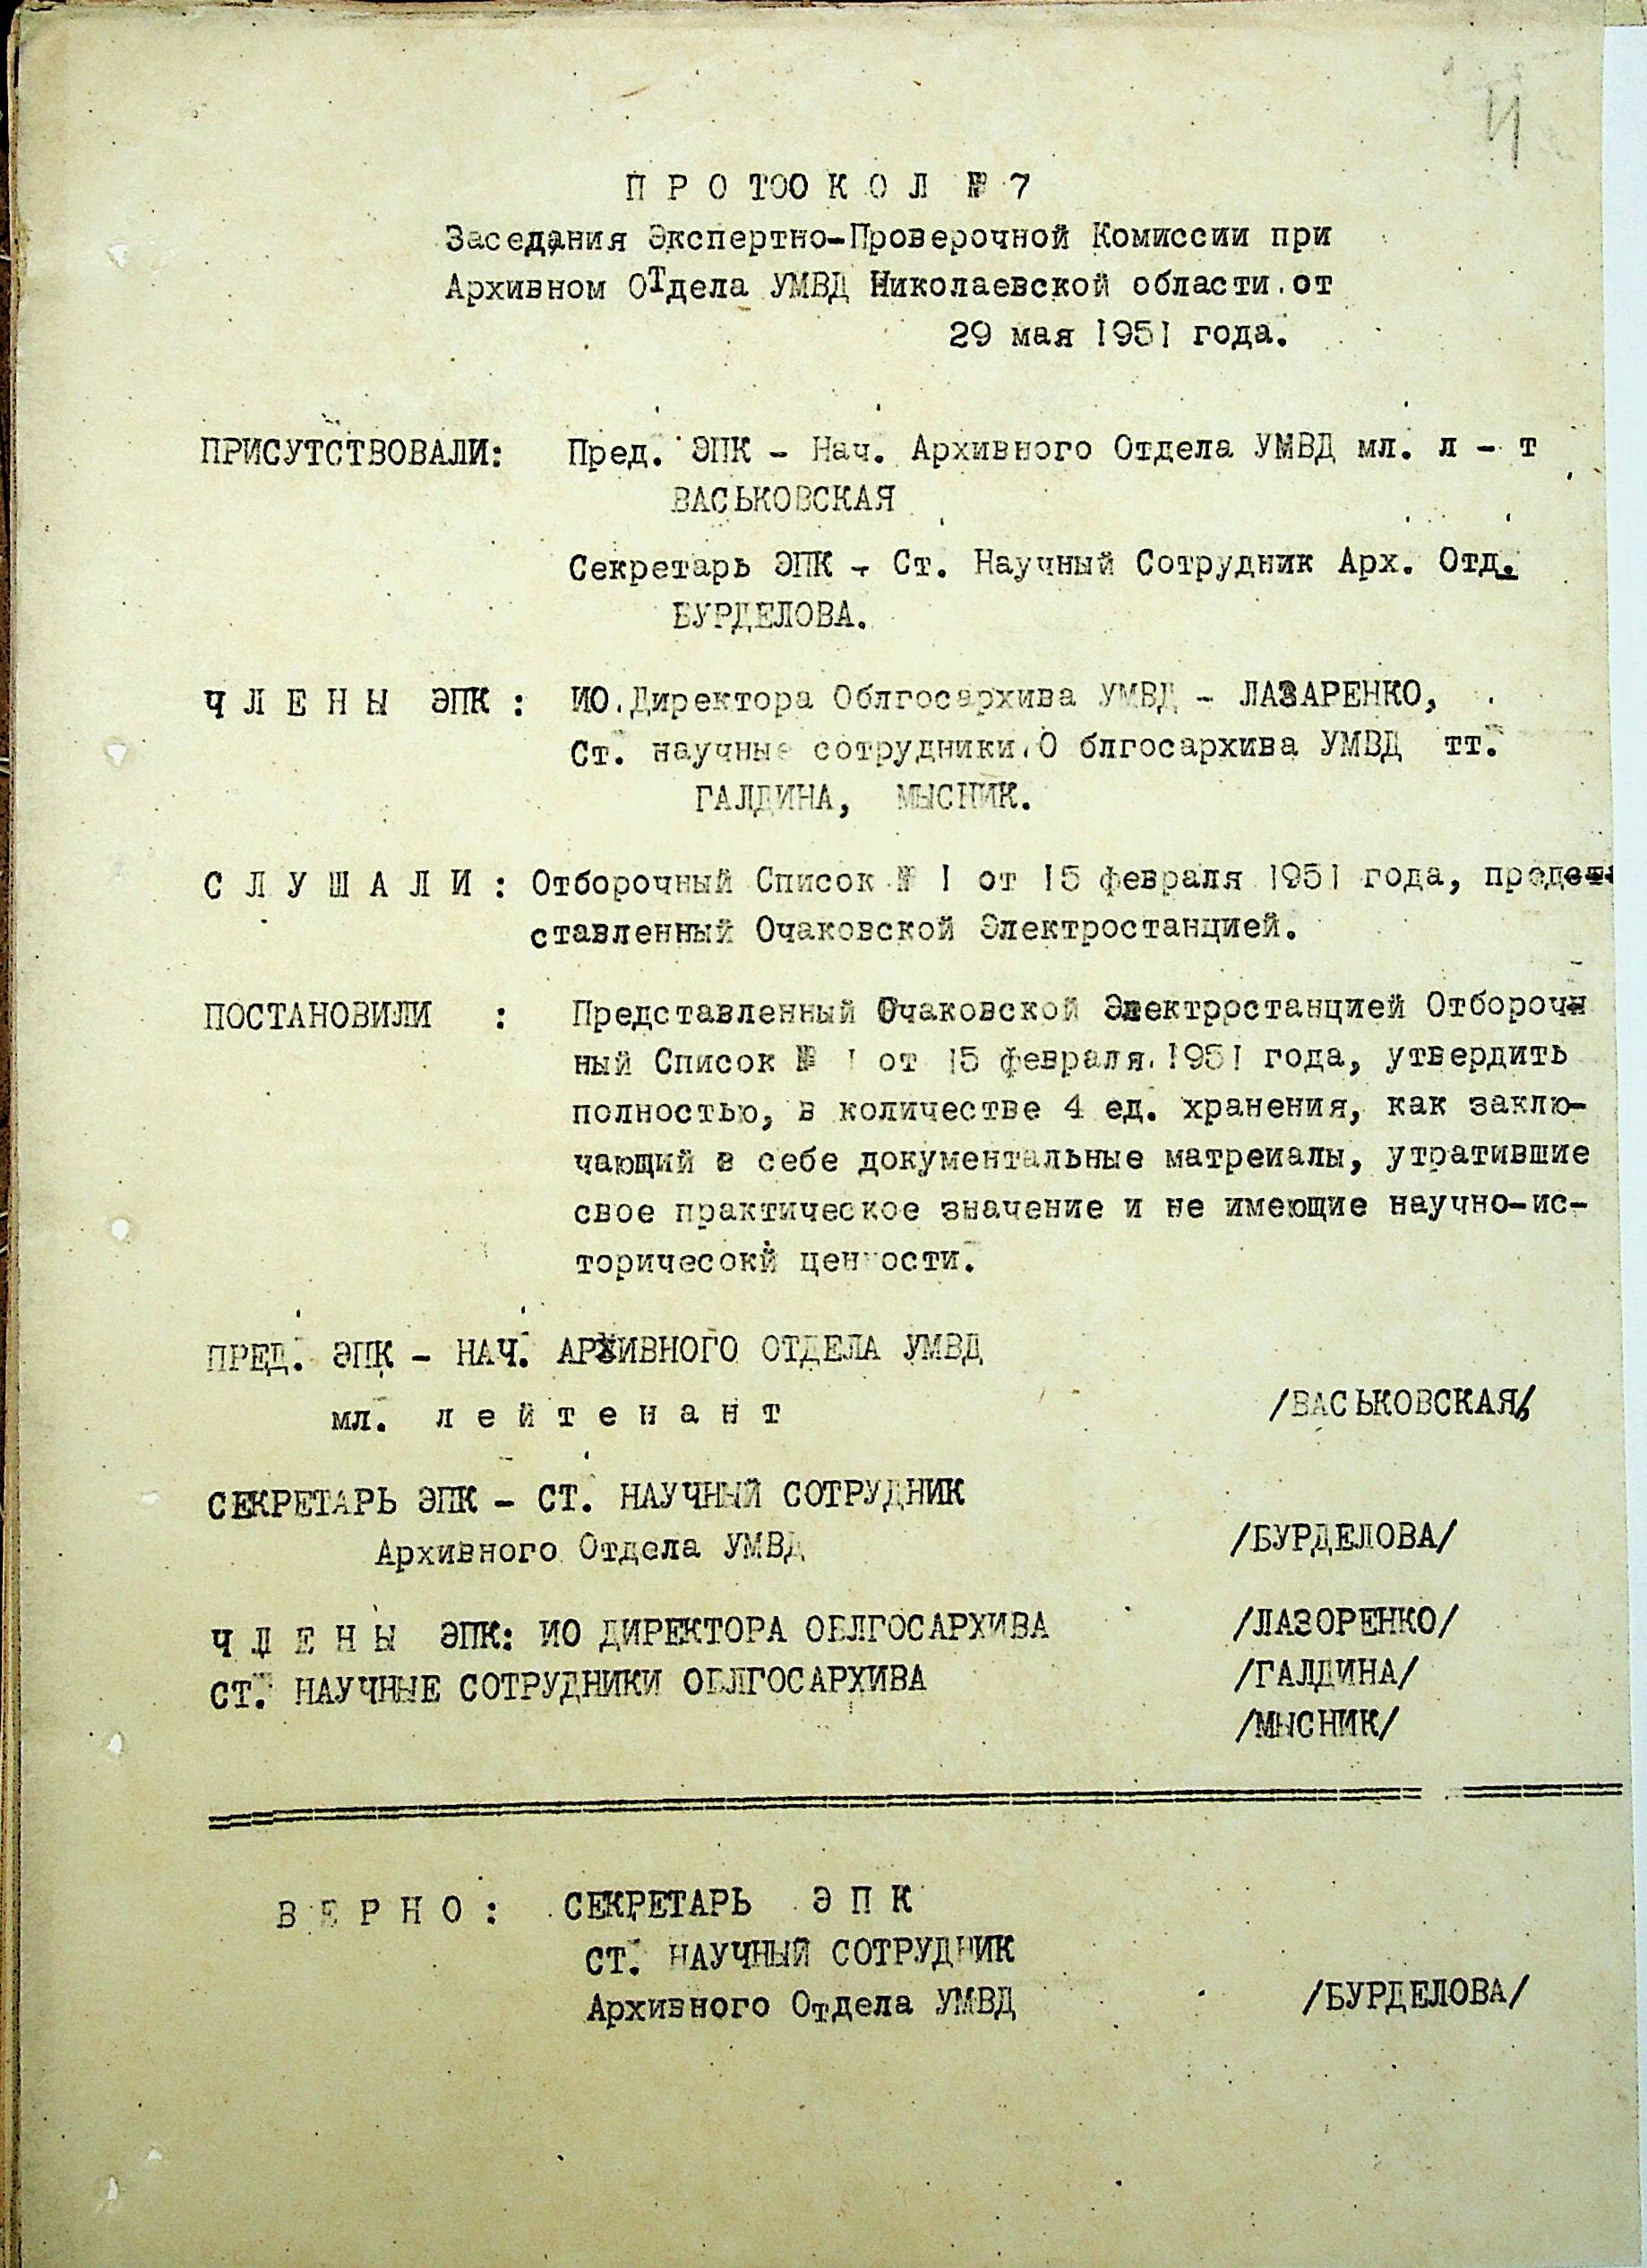 П Р О ТОО К О Л № 7
Заседания Экспертно-Проверочной Комиссии при
Архивном ОТдела УМВД Николаевской области.от
29 мая 1951 года.
ПРИСУТСТВОВАЛИ: Пред. ЭПК - Нач. Архивного Отдела УМВД мл. л - т
ВАСЬКОВСКАЯ
Секретарь ЭПК - Ст. Научный Сотрудник Арх. Отд.
БУРДЕЛОВА.
Ч Л Е Н Ы ЭПК : ИО.Директора Облгосархива УМВД - ЛАЗАРЕНКО,
Ст. научные сотрудники.О блгосархива УМВД тт.
ГАЛДИНА, МЫСНИК.
С Л У Ш А Л И : Отборочный Список № 1 от 15 февраля 1951 года, пред
ставленный Очаковской Электростанцией.
ПОСТАНОВИЛИ : Представленный Очаковской Электростанцией Отбороч
ный Список № 1 от 15 февраля.1951 года, утвердить
полностью, в количестве 4 ед. хранения, как заклю-
чающий в себе документальные матреиалы, утратившие
свое практическое значение и не имеющие научно-ис-
торичесокй ценности.
ПРЕД. ЭПК - НАЧ. АРХИВНОГО ОТДЕЛА УМВД
мл. л е й т е н а н т /ВАСЬКОВСКАЯ/
СЕКРЕТАРЬ ЭПК - СТ. НАУЧНЫЙ СОТРУДНИК
Архивного Отдела УМВД /БУРДЕЛОВА/
Ч Л Е Н Ы ЭПК: ИО ДИРЕКТОРА ОБЛГОСАРХИВА /ЛАЗОРЕНКО/
СТ. НАУЧНЫЕ СОТРУДНИКИ ОБЛГОСАРХИВА /ГАЛДИНА/
/МЫСНИК/
В Е Р Н О : СЕКРЕТАРЬ Э П К
СТ. НАУЧНЫЙ СОТРУДНИК
Архивного Отдела УМВД /БУРДЕЛОВА/